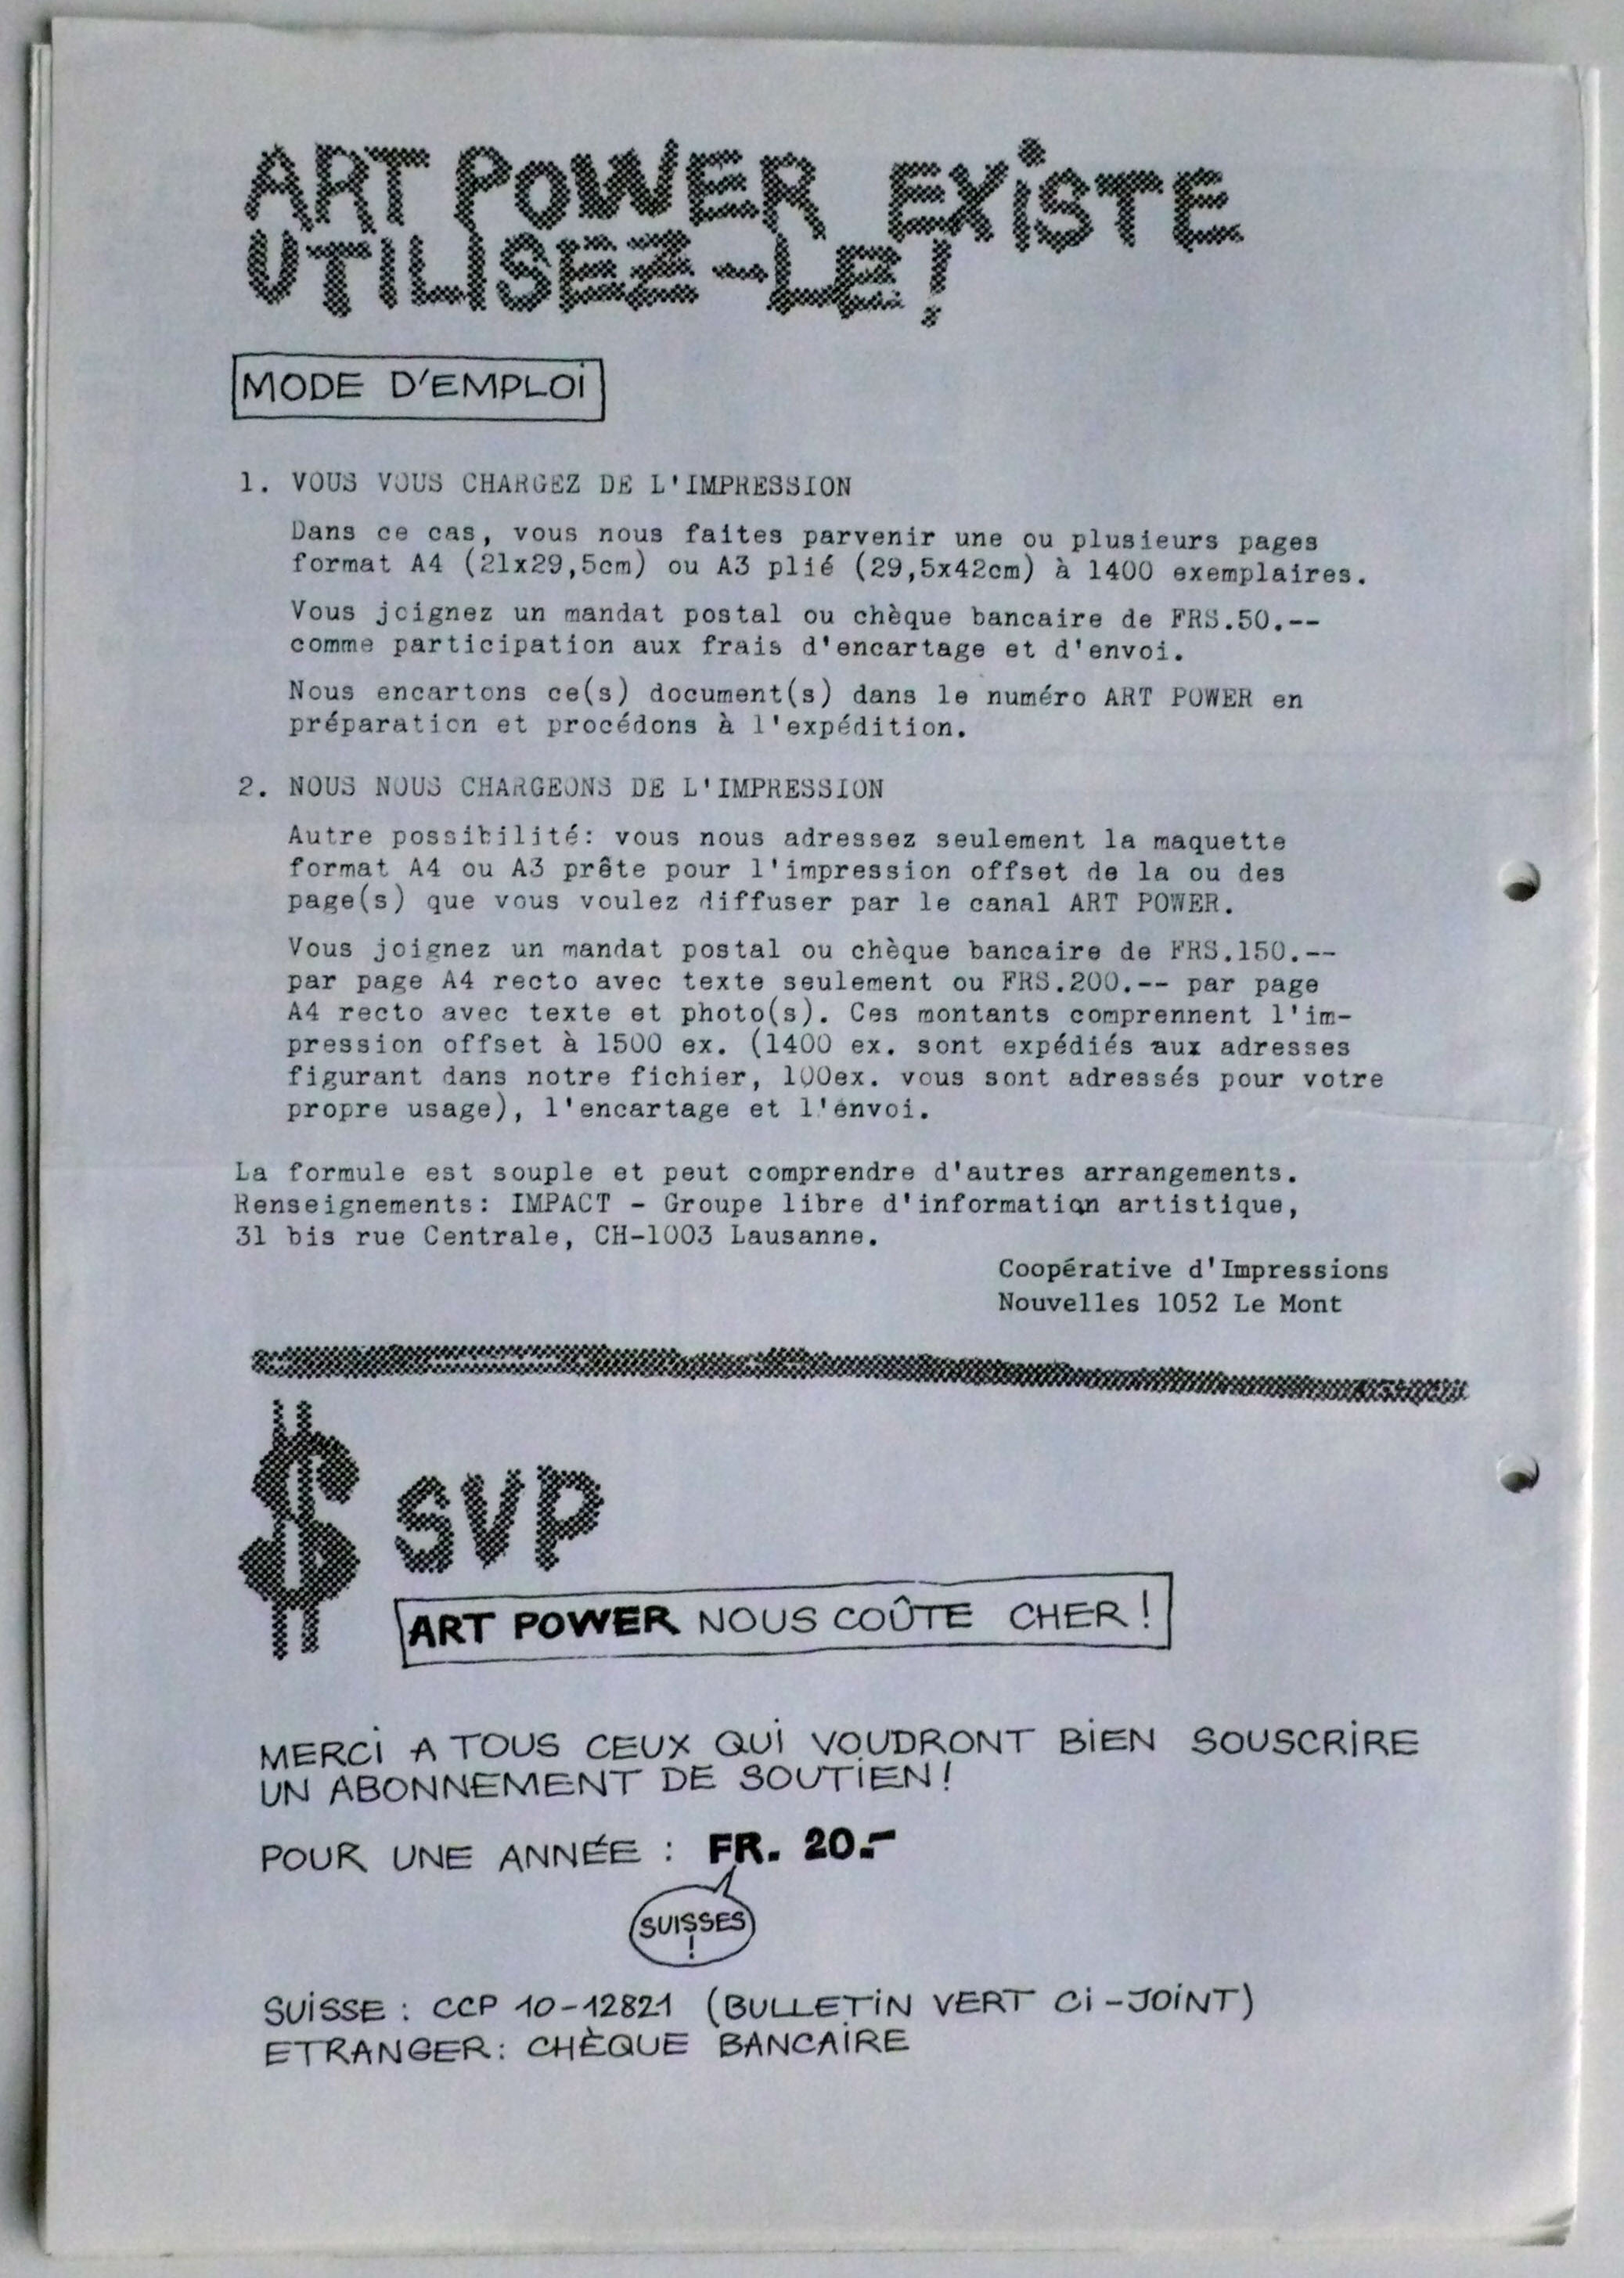 ART POWER EXISTE
UTILISEZ-LE!
MODE D'EMPLOI
1. VOUS VOUS CHARGEZ DE L'IMPRESSION
Dans ce cas, vous nous faites parvenir une ou plusieurs pages
format A4 (21x29,5cm) ou A3 plié (29,5x42cm) à 1400 exemplaires.
Vous joignez un mandat postal ou chèque bancaire de FRS.50.--
comme participation aux frais d'encartage et d'envoi.
Nous encartons ce(s) document(s) dans le numéro ART POWER en
préparation et procédons à l'expédition.
2. NOUS NOUS CHARGEONS DE L'IMPRESSION
Autre possibilité: vous nous adressez seulement la maquette
format A4 ou A3 prête pour l'impression offset de la ou des
page(s) que vous voulez diffuser par le canal ART POWER.
Vous joignez un mandat postal ou chèque bancaire de FRS.150.--
par page A4 recto avec texte seulement ou FRS.200.-- par page
A4 recto avec texte et photo(s). Ces montants comprennent l'im-
pression offset à 1500 ex. (1400 ex. sont expédiés aux adresses
figurant dans notre fichier, 100ex. vous sont adressés pour votre
propre usage), l'encartage et l'envoi.
La formule est souple et peut comprendre d'autres arrangements.
Renseignements: IMPACT - Groupe libre d'information artistique,
31 bis rue Centrale, CH-1003 Lausanne.
Coopérative d'Impressions
Nouvelles 1052 Le Mont
$ SVP
ART POWER NOUS COÛTE CHER!
MERCI A TOUS CEUX QUI VOUDRONT BIEN SOUSCRIRE
UN ABONNEMENT DE SOUTIEN!
POUR UNE ANNÉE : FR. 20.-
SUISSES
!
SUISSE : CCP 10-12821 (BULLETIN VERT CI-JOINT)
ETRANGER: CHÈQUE BANCAIRE